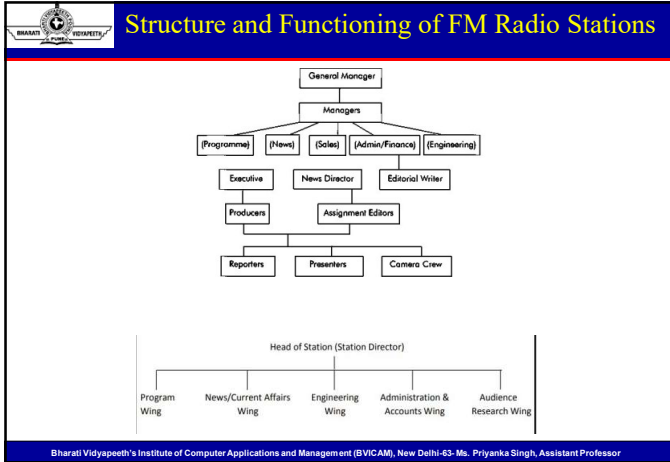 BHARATI VIDYAPEETH
PUNE
Structure and Functioning of FM Radio Stations
General Manager
Managers
(Programme) (News) (Sales) (Admin/Finance) (Engineering)
Executive News Director Editorial Writer
Producers Assignment Editors
Reporters Presenters Camera Crew
Head of Station (Station Director)
Program News/Current Affairs Engineering Administration & Audience
Wing Wing Wing Accounts Wing Research Wing
Bharati Vidyapeeth's Institute of Computer Applications and Management (BVICAM), New Delhi-63- Ms. Priyanka Singh, Assistant Professor